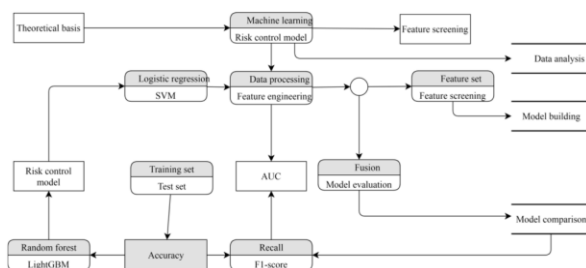 Machine learning
Theoretical basis
Risk control model
Feature screening
Data analysis
Logistic regression
SVM
Data processing
Feature engineering
Feature set
Feature screening
Model building
Training set
Test set
Risk control
model
AUC
Fusion
Model evaluation
Model comparison
Random forest
LightGBM
Accuracy
Recall
F1-score